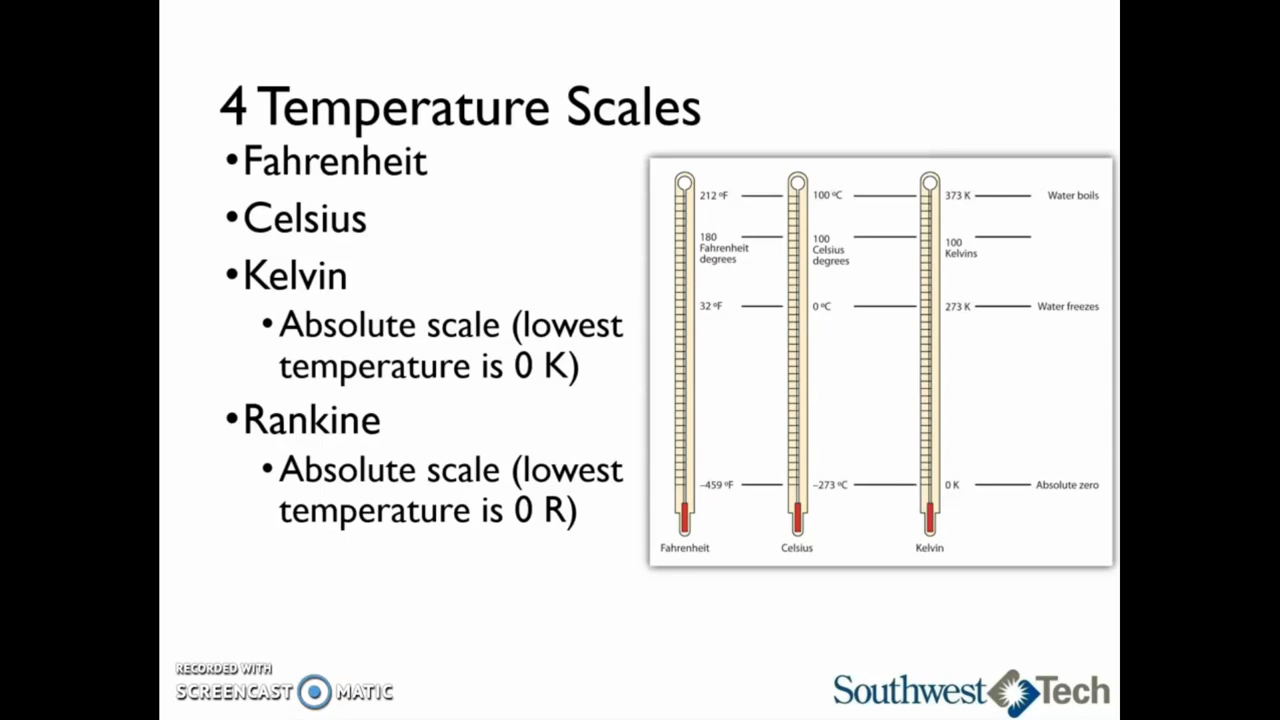 4 Temperature Scales
•Fahrenheit
•Celsius
•Kelvin
•Absolute scale (lowest
temperature is 0 K)
•Rankine
•Absolute scale (lowest
temperature is 0 R)
212 ºF
100 ºC
373 K
Water boils
180
Fahrenheit
degrees
100
Celsius
degrees
100
Kelvins
32 ºF
0 ºC
273 K
Water freezes
–459 ºF
–273 ºC
0 K
Absolute zero
Fahrenheit
Celsius
Kelvin
RECORDED WITH
SCREENCAST MATIC
Southwest Tech